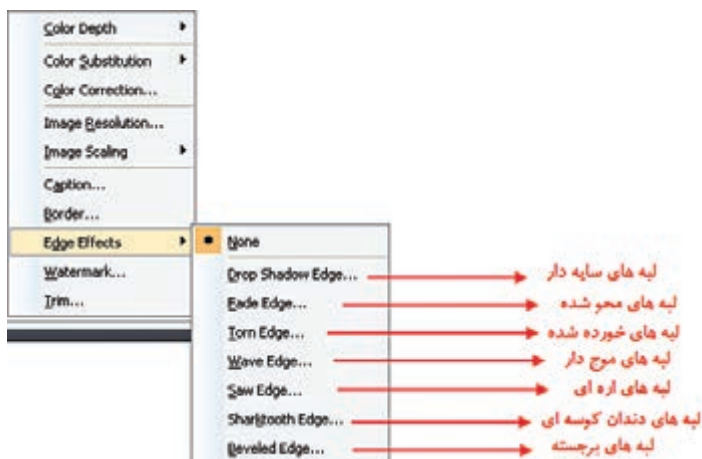 Color Depth
Color Substitution
Color Correction...
Image Resolution...
Image Scaling
Caption...
Border...
Edge Effects
Watermark...
Trim...
None
Drop Shadow Edge... لبه های سایه دار
Fade Edge... لبه های محو شده
Torn Edge... لبه های خورده شده
Wave Edge... لبه های موج دار
Saw Edge... لبه های اره ای
Sharktooth Edge... لبه های دندان کوسه ای
Beveled Edge... لبه های برجسته